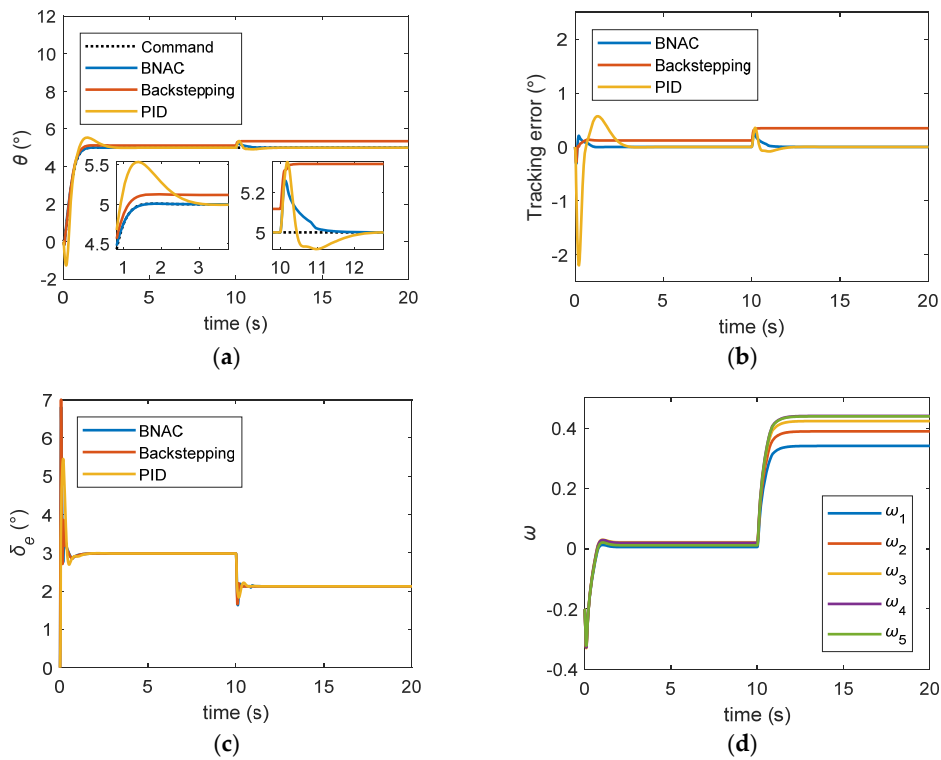 12
10
8
6
4
2
0
-2
θ (°)
Command
BNAC
Backstepping
PID
5.5
5
4.5
1
2
3
5.2
5
10
11
12
0
5
10
15
20
time (s)
(a)
2
1
0
-1
-2
Tracking error (°)
BNAC
Backstepping
PID
0
5
10
15
20
time (s)
(b)
7
6
5
4
3
2
1
0
δe (°)
BNAC
Backstepping
PID
0
5
10
15
20
time (s)
(c)
0.4
0.2
0
-0.2
-0.4
ω
ω1
ω2
ω3
ω4
ω5
0
5
10
15
20
time (s)
(d)